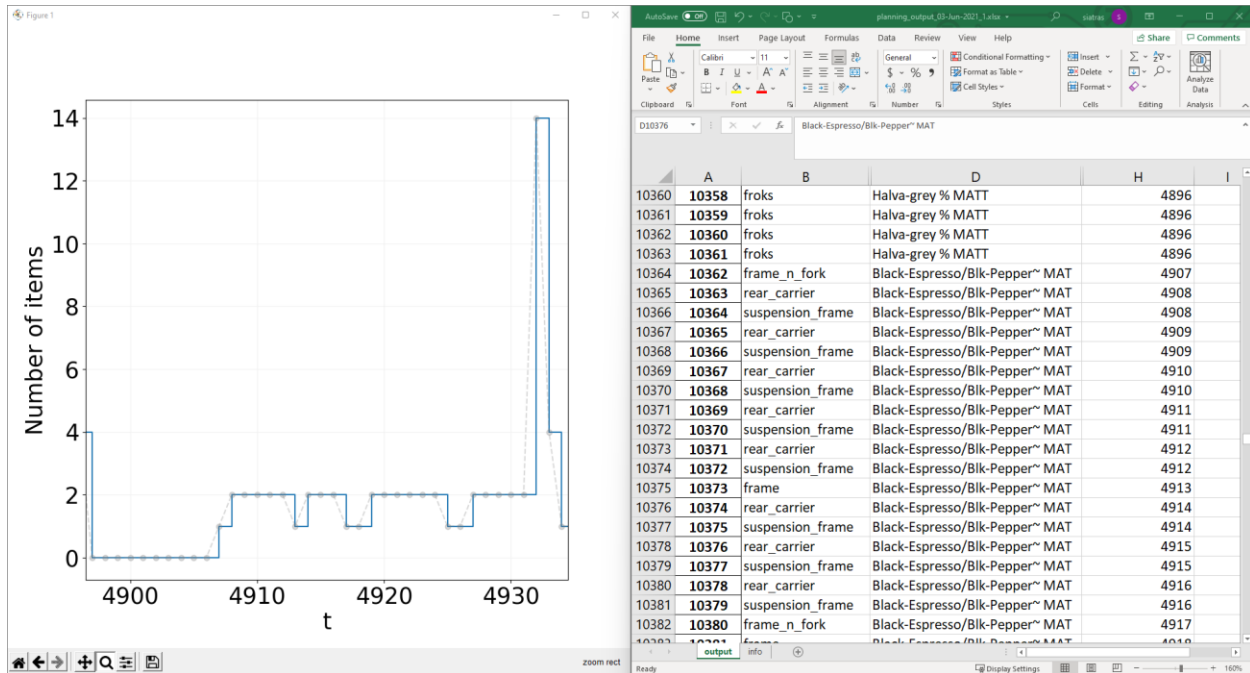 Figure 1
14
12
10
8
6
4
2
0
Number of items
4900 4910 4920 4930
t
zoom rect
AutoSave Off planning_output_03-Jun-2021_1.xlsx siatras S
File Home Insert Page Layout Formulas Data Review View Help Share Comments
Paste Calibri 11 General Conditional Formatting Insert
B I U A A $ % 9 Format as Table Delete Analyze
Cell Styles Format Data
Clipboard Font Alignment Number Styles Cells Editing Analysis
D10376 fx Black-Espresso/Blk-Pepper~ MAT
A B D H I
10360 10358 froks Halva-grey % MATT 4896
10361 10359 froks Halva-grey % MATT 4896
10362 10360 froks Halva-grey % MATT 4896
10363 10361 froks Halva-grey % MATT 4896
10364 10362 frame_n_fork Black-Espresso/Blk-Pepper~ MAT 4907
10365 10363 rear_carrier Black-Espresso/Blk-Pepper~ MAT 4908
10366 10364 suspension_frame Black-Espresso/Blk-Pepper~ MAT 4908
10367 10365 rear_carrier Black-Espresso/Blk-Pepper~ MAT 4909
10368 10366 suspension_frame Black-Espresso/Blk-Pepper~ MAT 4909
10369 10367 rear_carrier Black-Espresso/Blk-Pepper~ MAT 4910
10370 10368 suspension_frame Black-Espresso/Blk-Pepper~ MAT 4910
10371 10369 rear_carrier Black-Espresso/Blk-Pepper~ MAT 4911
10372 10370 suspension_frame Black-Espresso/Blk-Pepper~ MAT 4911
10373 10371 rear_carrier Black-Espresso/Blk-Pepper~ MAT 4912
10374 10372 suspension_frame Black-Espresso/Blk-Pepper~ MAT 4912
10375 10373 frame Black-Espresso/Blk-Pepper~ MAT 4913
10376 10374 rear_carrier Black-Espresso/Blk-Pepper~ MAT 4914
10377 10375 suspension_frame Black-Espresso/Blk-Pepper~ MAT 4914
10378 10376 rear_carrier Black-Espresso/Blk-Pepper~ MAT 4915
10379 10377 suspension_frame Black-Espresso/Blk-Pepper~ MAT 4915
10380 10378 rear_carrier Black-Espresso/Blk-Pepper~ MAT 4916
10381 10379 suspension_frame Black-Espresso/Blk-Pepper~ MAT 4916
10382 10380 frame_n_fork Black-Espresso/Blk-Pepper~ MAT 4917
10383 10381 frame Black-Espresso/Blk-Pepper~ MAT 4918
output info
Ready Display Settings 160%